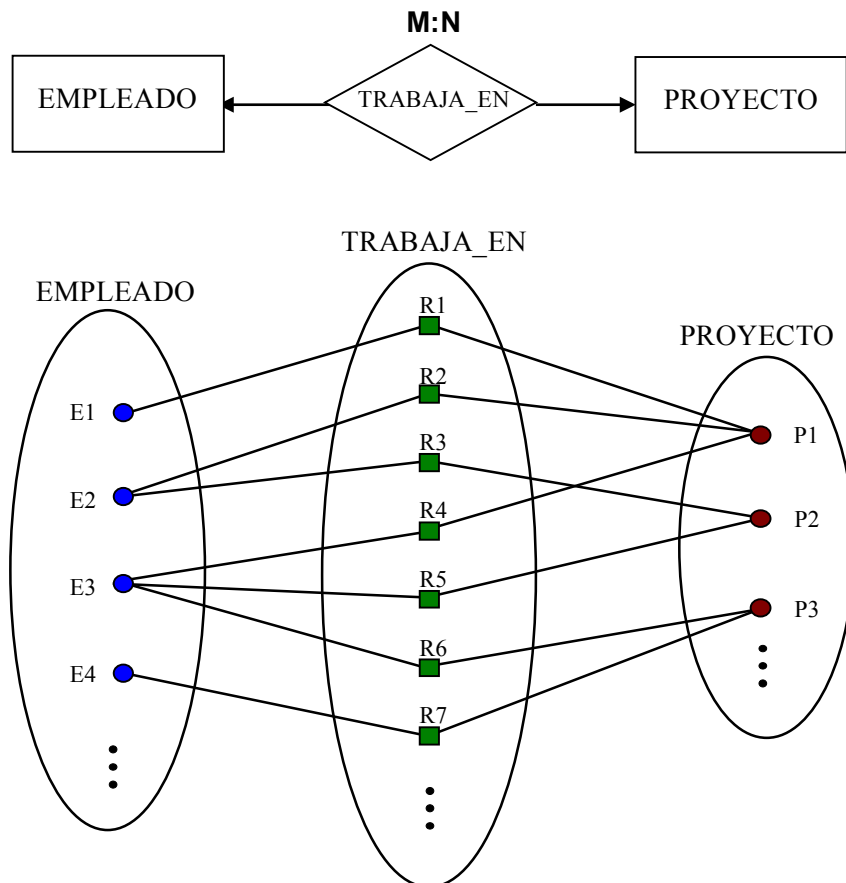 M:N
EMPLEADO
TRABAJA_EN
PROYECTO
TRABAJA_EN
EMPLEADO
PROYECTO
R1
R2
R3
R4
R5
R6
R7
E1
E2
E3
E4
P1
P2
P3